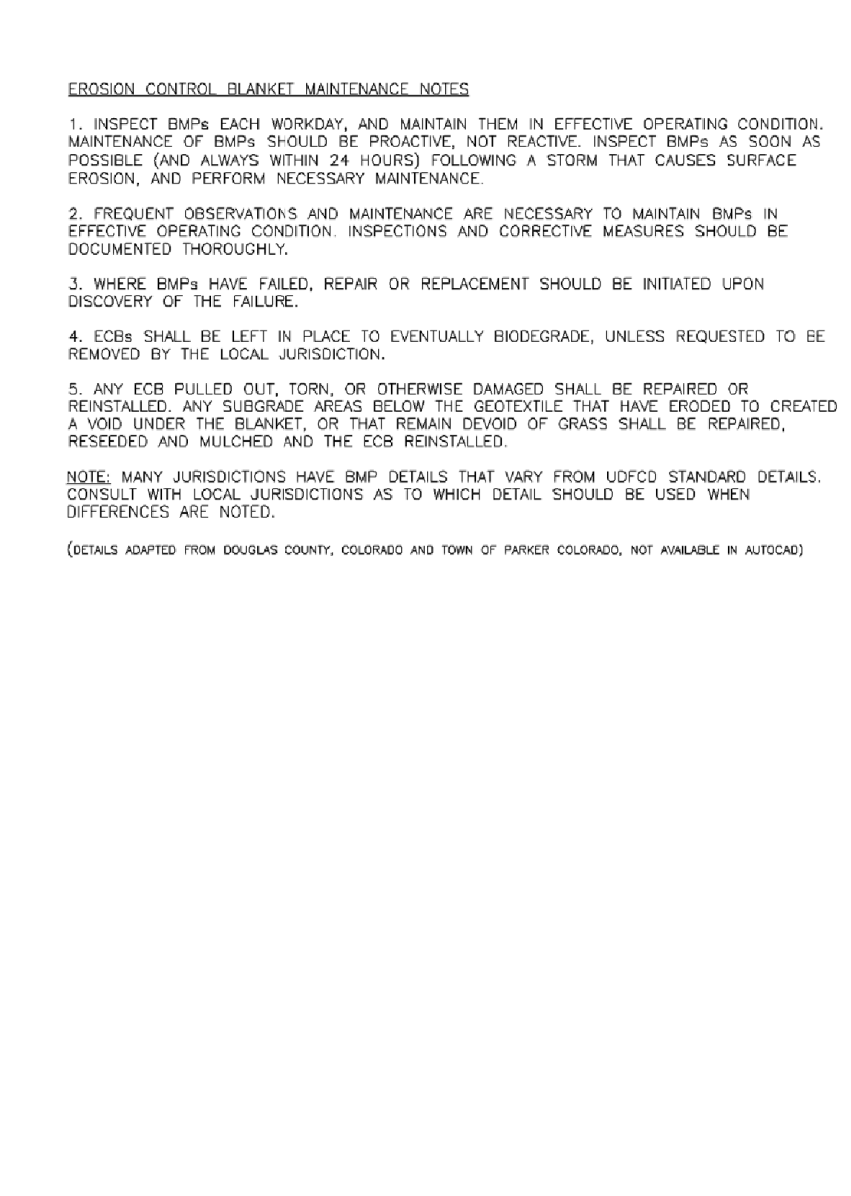 EROSION CONTROL BLANKET MAINTENANCE NOTES
1. INSPECT BMPs EACH WORKDAY, AND MAINTAIN THEM IN EFFECTIVE OPERATING CONDITION.
MAINTENANCE OF BMPs SHOULD BE PROACTIVE, NOT REACTIVE. INSPECT BMPs AS SOON AS
POSSIBLE (AND ALWAYS WITHIN 24 HOURS) FOLLOWING A STORM THAT CAUSES SURFACE
EROSION, AND PERFORM NECESSARY MAINTENANCE.
2. FREQUENT OBSERVATIONS AND MAINTENANCE ARE NECESSARY TO MAINTAIN BMPs IN
EFFECTIVE OPERATING CONDITION. INSPECTIONS AND CORRECTIVE MEASURES SHOULD BE
DOCUMENTED THOROUGHLY.
3. WHERE BMPs HAVE FAILED, REPAIR OR REPLACEMENT SHOULD BE INITIATED UPON
DISCOVERY OF THE FAILURE.
4. ECBs SHALL BE LEFT IN PLACE TO EVENTUALLY BIODEGRADE, UNLESS REQUESTED TO BE
REMOVED BY THE LOCAL JURISDICTION.
5. ANY ECB PULLED OUT, TORN, OR OTHERWISE DAMAGED SHALL BE REPAIRED OR
REINSTALLED. ANY SUBGRADE AREAS BELOW THE GEOTEXTILE THAT HAVE ERODED TO CREATED
A VOID UNDER THE BLANKET, OR THAT REMAIN DEVOID OF GRASS SHALL BE REPAIRED,
RESEEDED AND MULCHED AND THE ECB REINSTALLED.
NOTE: MANY JURISDICTIONS HAVE BMP DETAILS THAT VARY FROM UDFCD STANDARD DETAILS.
CONSULT WITH LOCAL JURISDICTIONS AS TO WHICH DETAIL SHOULD BE USED WHEN
DIFFERENCES ARE NOTED.
(DETAILS ADAPTED FROM DOUGLAS COUNTY, COLORADO AND TOWN OF PARKER COLORADO, NOT AVAILABLE IN AUTOCAD)